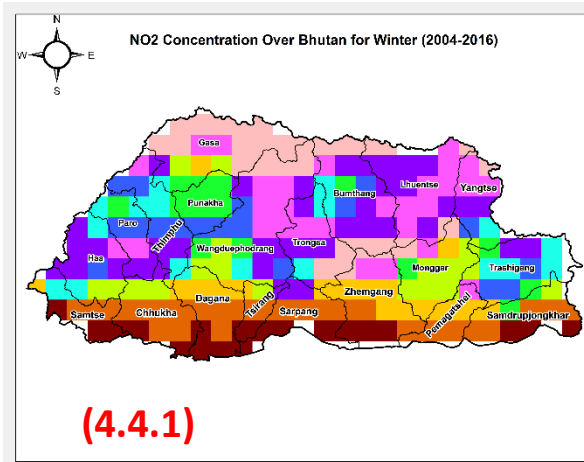 N
NO2 Concentration Over Bhutan for Winter (2004-2016)
W E
S
Gasa
Lhuentse
Yangtse
Punakha
Bumthang
Paro
Thimphu
Wangduephodrang
Trongsa
Haa
Monggar
Trashigang
Dagana
Zhemgang
Samtse
Chhukha
Tsirang
Sarpang
Pemagatshel
Samdrupjongkhar
(4.4.1)